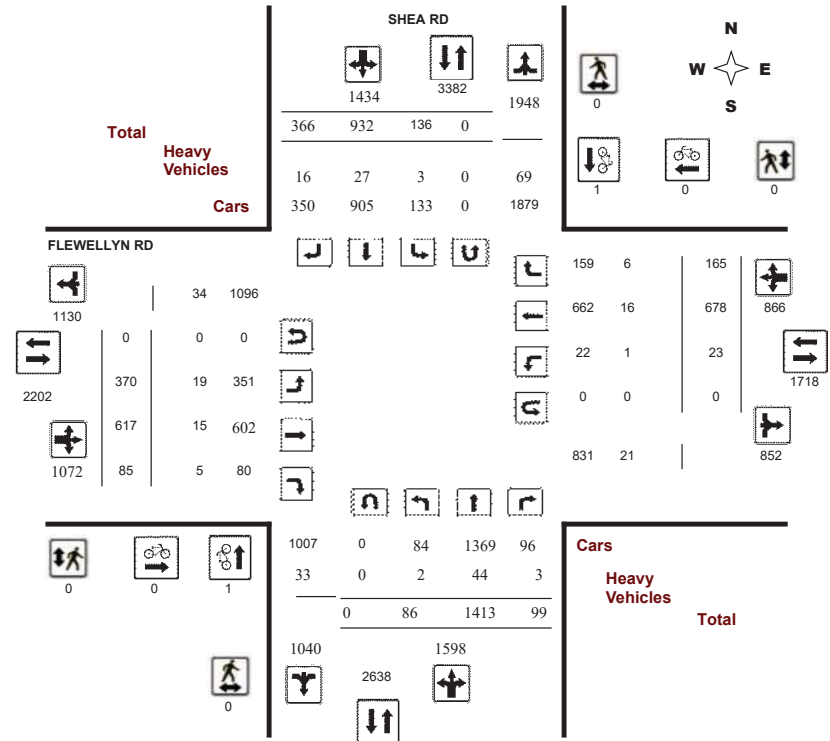 SHEA RD
N
W E
S
1434 3382 1948 0
366 932 136 0
Total
Heavy
Vehicles
16 27 3 0 69
1 0 0
Cars 350 905 133 0 1879
FLEWELLYN RD
159 6 165
1130 34 1096
662 16 678 866
0 0 0
22 1 23
2202 370 19 351
1718
0 0 0
617 15 602
831 21 852
1072 85 5 80
1007 0 84 1369 96 Cars
33 0 2 44 3 Heavy
Vehicles
0 0 1
0 86 1413 99 Total
1040 1598
2638
0